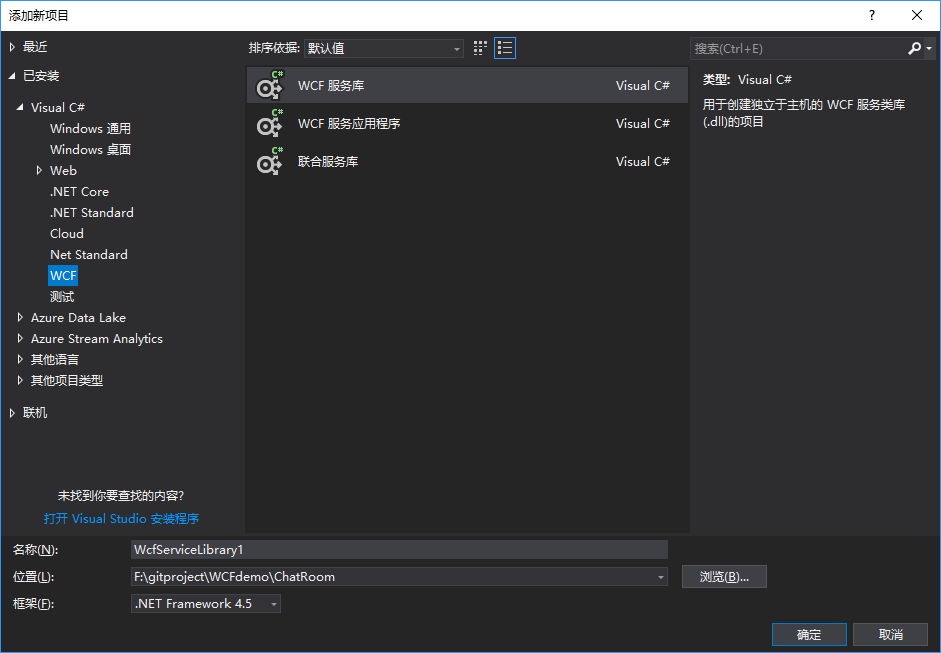 添加新项目
?
最近
已安装
Visual C#
Windows 通用
Windows 桌面
Web
.NET Core
.NET Standard
Cloud
Net Standard
WCF
测试
Azure Data Lake
Azure Stream Analytics
其他语言
其他项目类型
联机
未找到你要查找的内容?
打开 Visual Studio 安装程序
排序依据: 默认值
C# WCF 服务库 Visual C#
C# WCF 服务应用程序 Visual C#
C# 联合服务库 Visual C#
搜索(Ctrl+E)
类型: Visual C#
用于创建独立于主机的 WCF 服务类库
(.dll)的项目
名称(N): WcfServiceLibrary1
位置(L): F:\gitproject\WCFdemo\ChatRoom 浏览(B)...
框架(F): .NET Framework 4.5
确定 取消